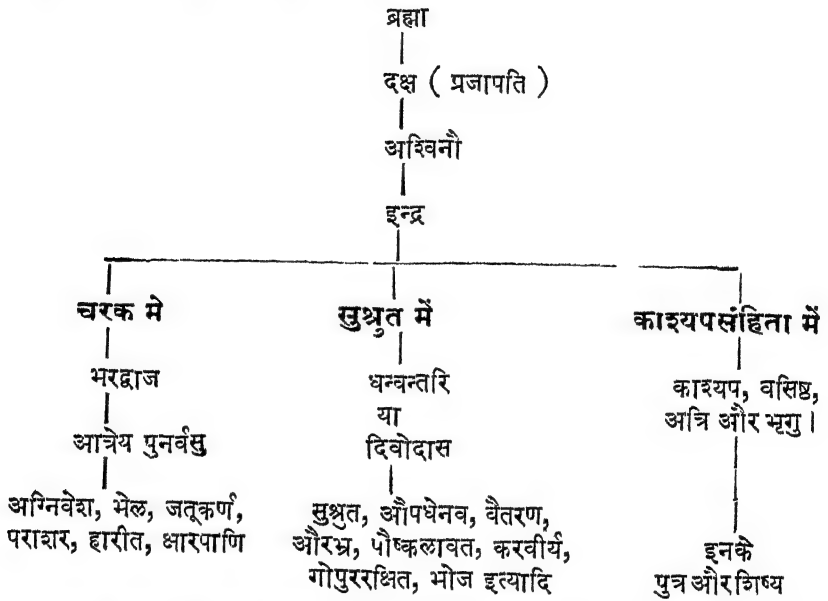 ब्रह्मा
दक्ष ( प्रजापति )
अश्विनौ
इन्द्र
चरक मे
भरद्वाज
आत्रेय पुनर्वसु
अग्निवेश, भेल, जतूकर्ण,
पराशर, हारीत, क्षारपाणि
सुश्रुत में
धन्वन्तरि
या
दिवोदास
सुश्रुत, औपधेनव, वैतरण,
औरभ्र, पौष्कलावत, करवीर्य,
गोपुररक्षित, भोज इत्यादि
काश्यपसंहिता में
काश्यप, वसिष्ठ,
अत्रि और भृगु ।
इनके
पुत्र और शिष्य